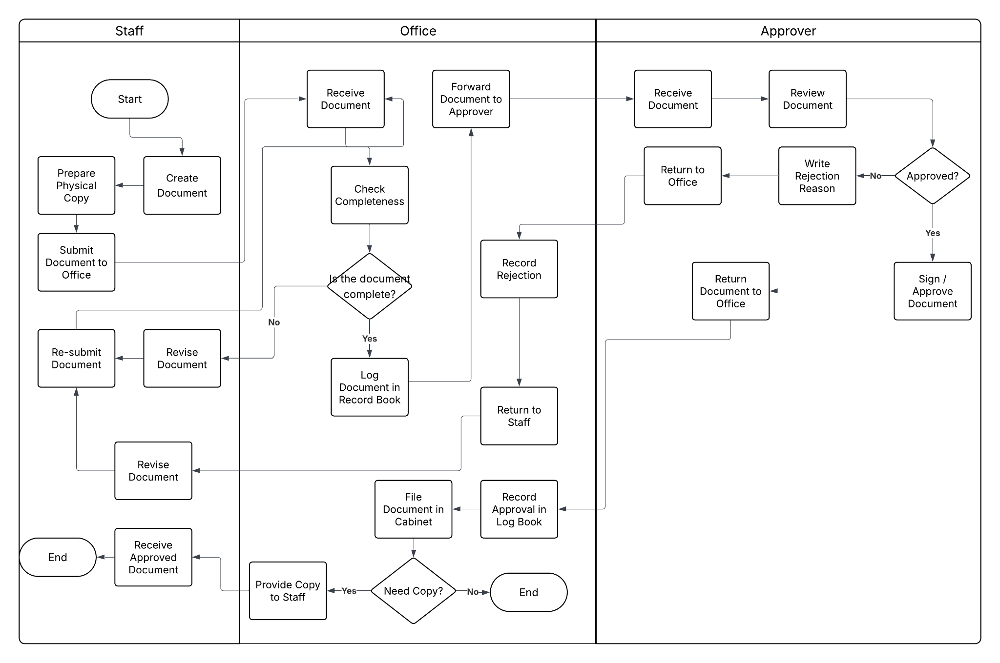 Staff
Office
Approver
Start
Create
Document
Prepare
Physical
Copy
Submit
Document to
Office
Re-submit
Document
Revise
Document
Revise
Document
Receive
Approved
Document
End
Receive
Document
Forward
Document to
Approver
Check
Completeness
Is the document
complete?
No
Yes
Log
Document in
Record Book
Record
Rejection
Return to
Staff
File
Document in
Cabinet
Record
Approval in
Log Book
Provide Copy
to Staff
Yes
Need Copy?
No
End
Receive
Document
Review
Document
Return to
Office
Write
Rejection
Reason
No
Approved?
Yes
Return
Document to
Office
Sign /
Approve
Document